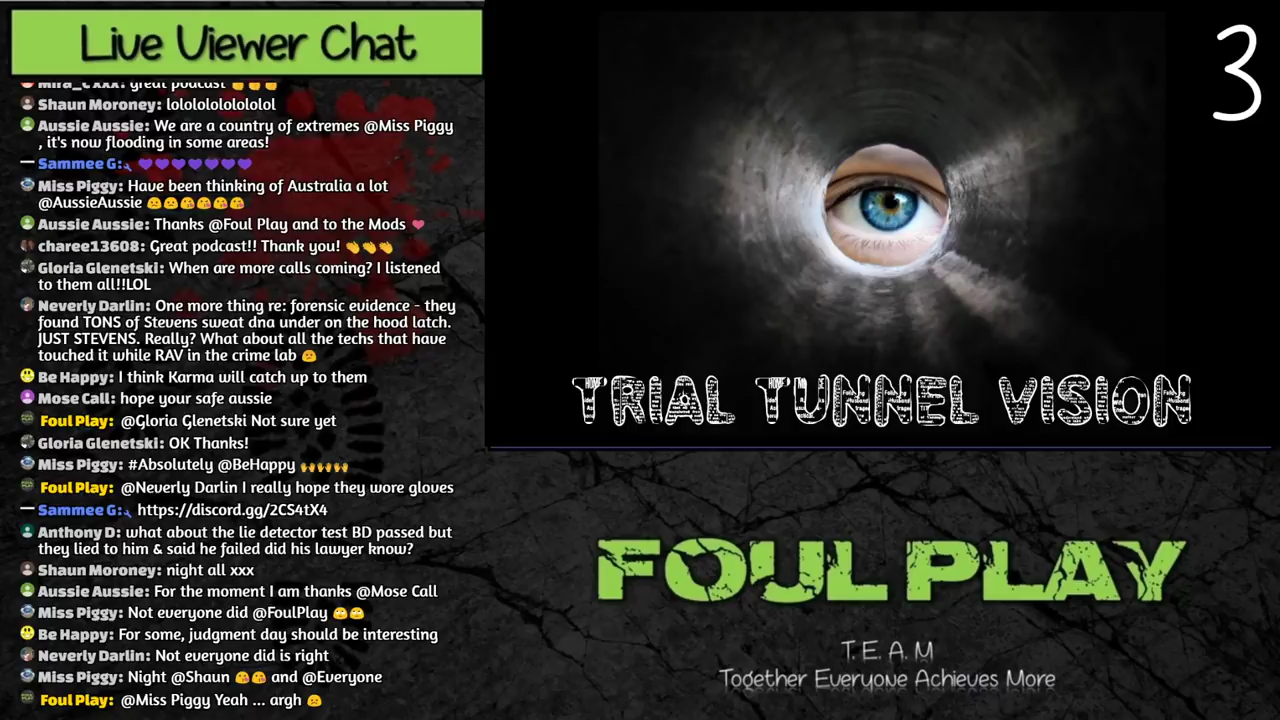 Live Viewer Chat
Mira_C xxx: great podcast 👏👏👏
Shaun Moroney: lolololololololol
Aussie Aussie: We are a country of extremes @Miss Piggy
, it's now flooding in some areas!
Sammee G: 💜💜💜💜💜💜💜
Miss Piggy: Have been thinking of Australia a lot
@AussieAussie ☹️☹️😘😘😘😘
Aussie Aussie: Thanks @Foul Play and to the Mods ❤
charee13608: Great podcast!! Thank you! 👏👏👏
Gloria Glenetski: When are more calls coming? I listened
to them all!!LOL
Neverly Darlin: One more thing re: forensic evidence - they
found TONS of Stevens sweat dna under on the hood latch.
JUST STEVENS. Really? What about all the techs that have
touched it while RAV in the crime lab 😕
Be Happy: I think Karma will catch up to them
Mose Call: hope your safe aussie
Foul Play: @Gloria Glenetski Not sure yet
Gloria Glenetski: OK Thanks!
Miss Piggy: #Absolutely @BeHappy 🙌🙌🙌
Foul Play: @Neverly Darlin I really hope they wore gloves
Sammee G: https://discord.gg/2CS4tX4
Anthony D: what about the lie detector test BD passed but
they lied to him & said he failed did his lawyer know?
Shaun Moroney: night all xxx
Aussie Aussie: For the moment I am thanks @Mose Call
Miss Piggy: Not everyone did @FoulPlay 🙄🙄
Be Happy: For some, judgment day should be interesting
Neverly Darlin: Not everyone did is right
Miss Piggy: Night @Shaun 😘😘 and @Everyone
Foul Play: @Miss Piggy Yeah ... argh 😠
3
TRIAL TUNNEL VISION
FOUL PLAY
T. E. A. M
Together Everyone Achieves More